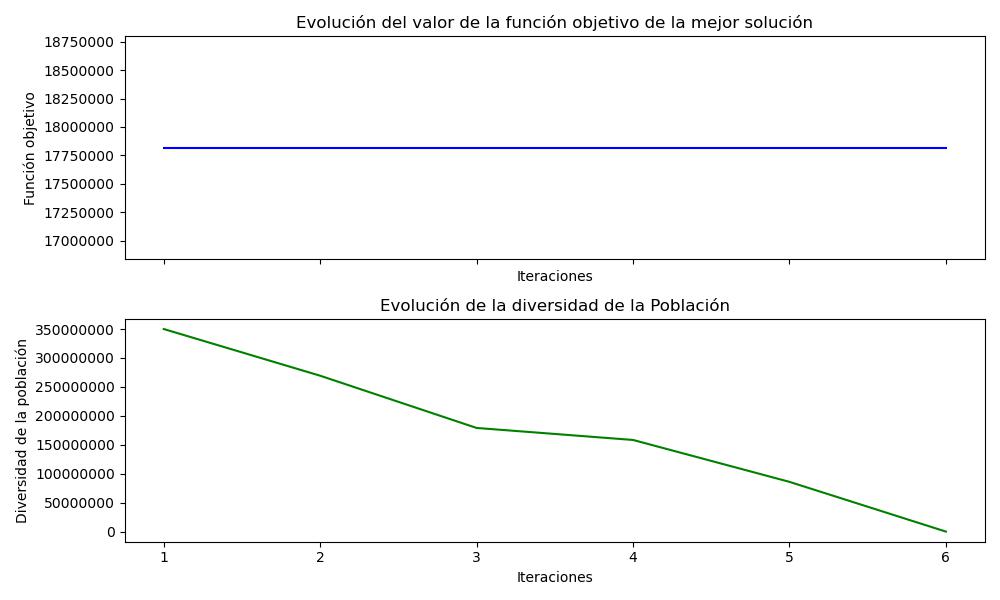 Evolución del valor de la función objetivo de la mejor solución
Función objetivo
18750000
18500000
18250000
18000000
17750000
17500000
17250000
17000000
Iteraciones
Evolución de la diversidad de la Población
Diversidad de la población
350000000
300000000
250000000
200000000
150000000
100000000
50000000
0
1 2 3 4 5 6
Iteraciones